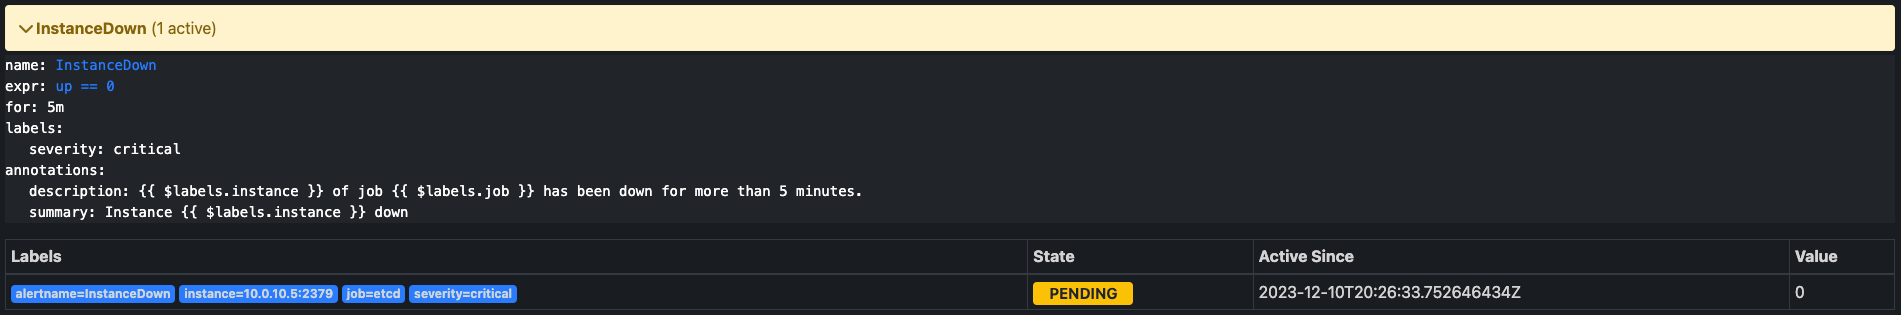 InstanceDown (1 active)
name: InstanceDown
expr: up == 0
for: 5m
labels:
severity: critical
annotations:
description: {{ $labels.instance }} of job {{ $labels.job }} has been down for more than 5 minutes.
summary: Instance {{ $labels.instance }} down
Labels State Active Since Value
alertname=InstanceDown instance=10.0.10.5:2379 job=etcd severity=critical PENDING 2023-12-10T20:26:33.752646434Z 0